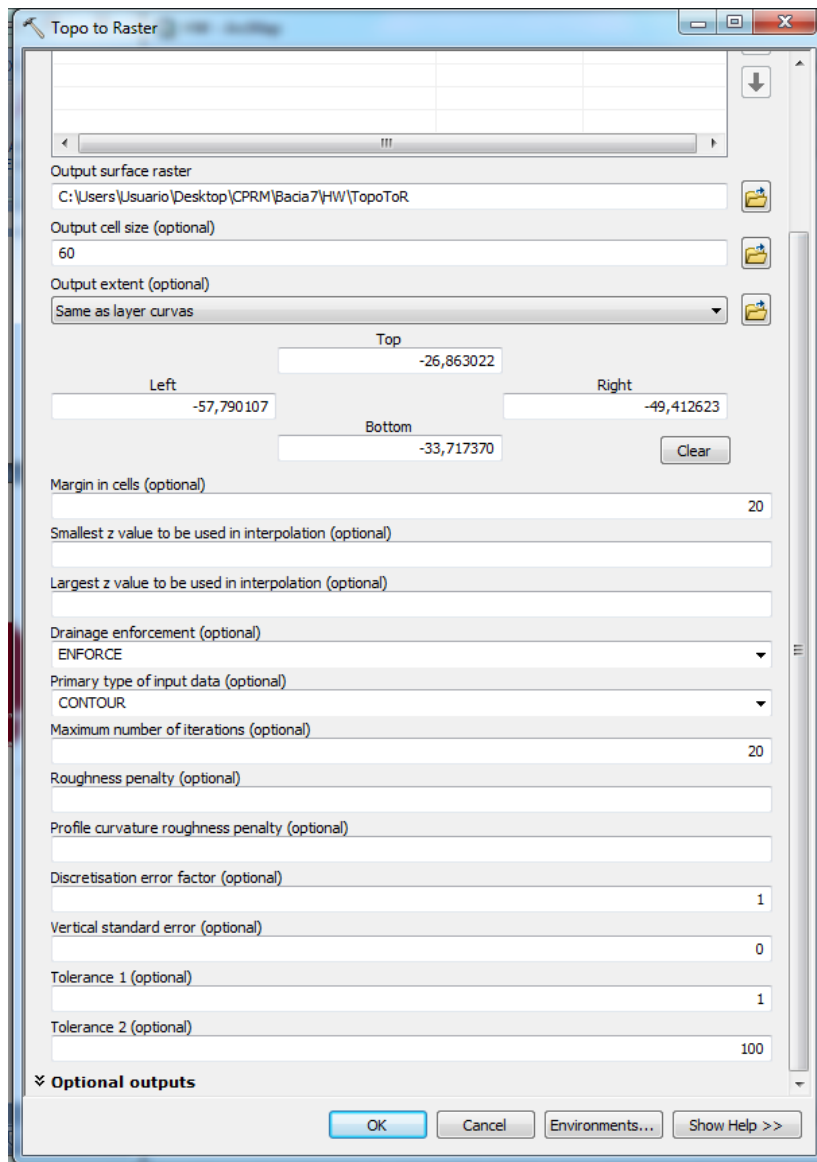 Topo to Raster
Output surface raster
C:\Users\Usuario\Desktop\CPRM\Bacia7\HW\TopoToR
Output cell size (optional)
60
Output extent (optional)
Same as layer curvas
Top
-26,863022
Left Right
-57,790107 -49,412623
Bottom
-33,717370
Clear
Margin in cells (optional)
20
Smallest z value to be used in interpolation (optional)
Largest z value to be used in interpolation (optional)
Drainage enforcement (optional)
ENFORCE
Primary type of input data (optional)
CONTOUR
Maximum number of iterations (optional)
20
Roughness penalty (optional)
Profile curvature roughness penalty (optional)
Discretisation error factor (optional)
1
Vertical standard error (optional)
0
Tolerance 1 (optional)
1
Tolerance 2 (optional)
100
Optional outputs
OK Cancel Environments... Show Help >>